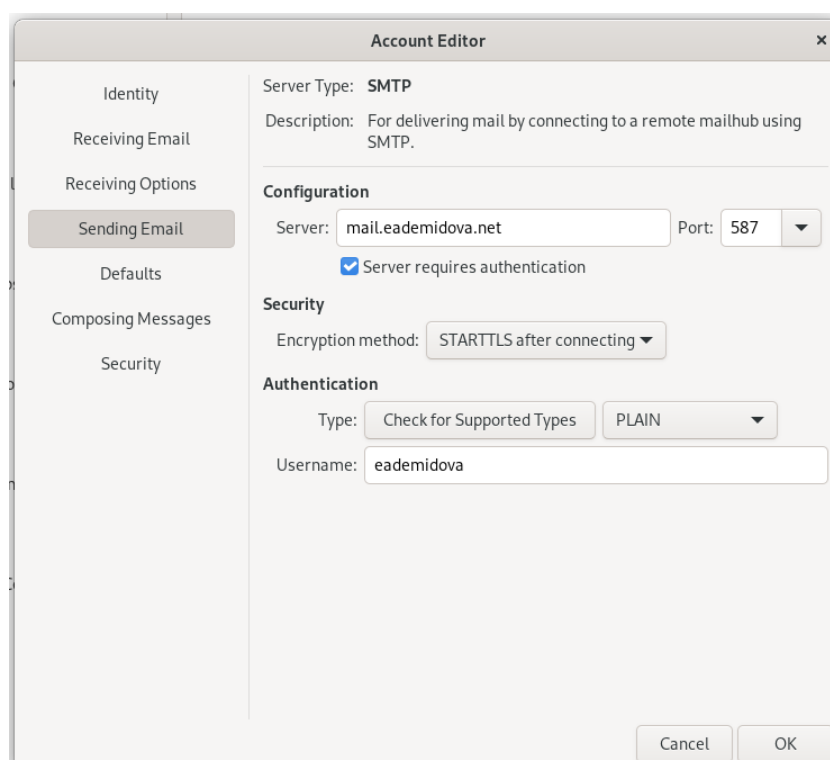 Account Editor ×
Identity
Receiving Email
Receiving Options
Sending Email
Defaults
Composing Messages
Security
Server Type: SMTP
Description: For delivering mail by connecting to a remote mailhub using
SMTP.
Configuration
Server: mail.eademidova.net Port: 587
Server requires authentication
Security
Encryption method: STARTTLS after connecting
Authentication
Type: Check for Supported Types PLAIN
Username: eademidova
Cancel OK